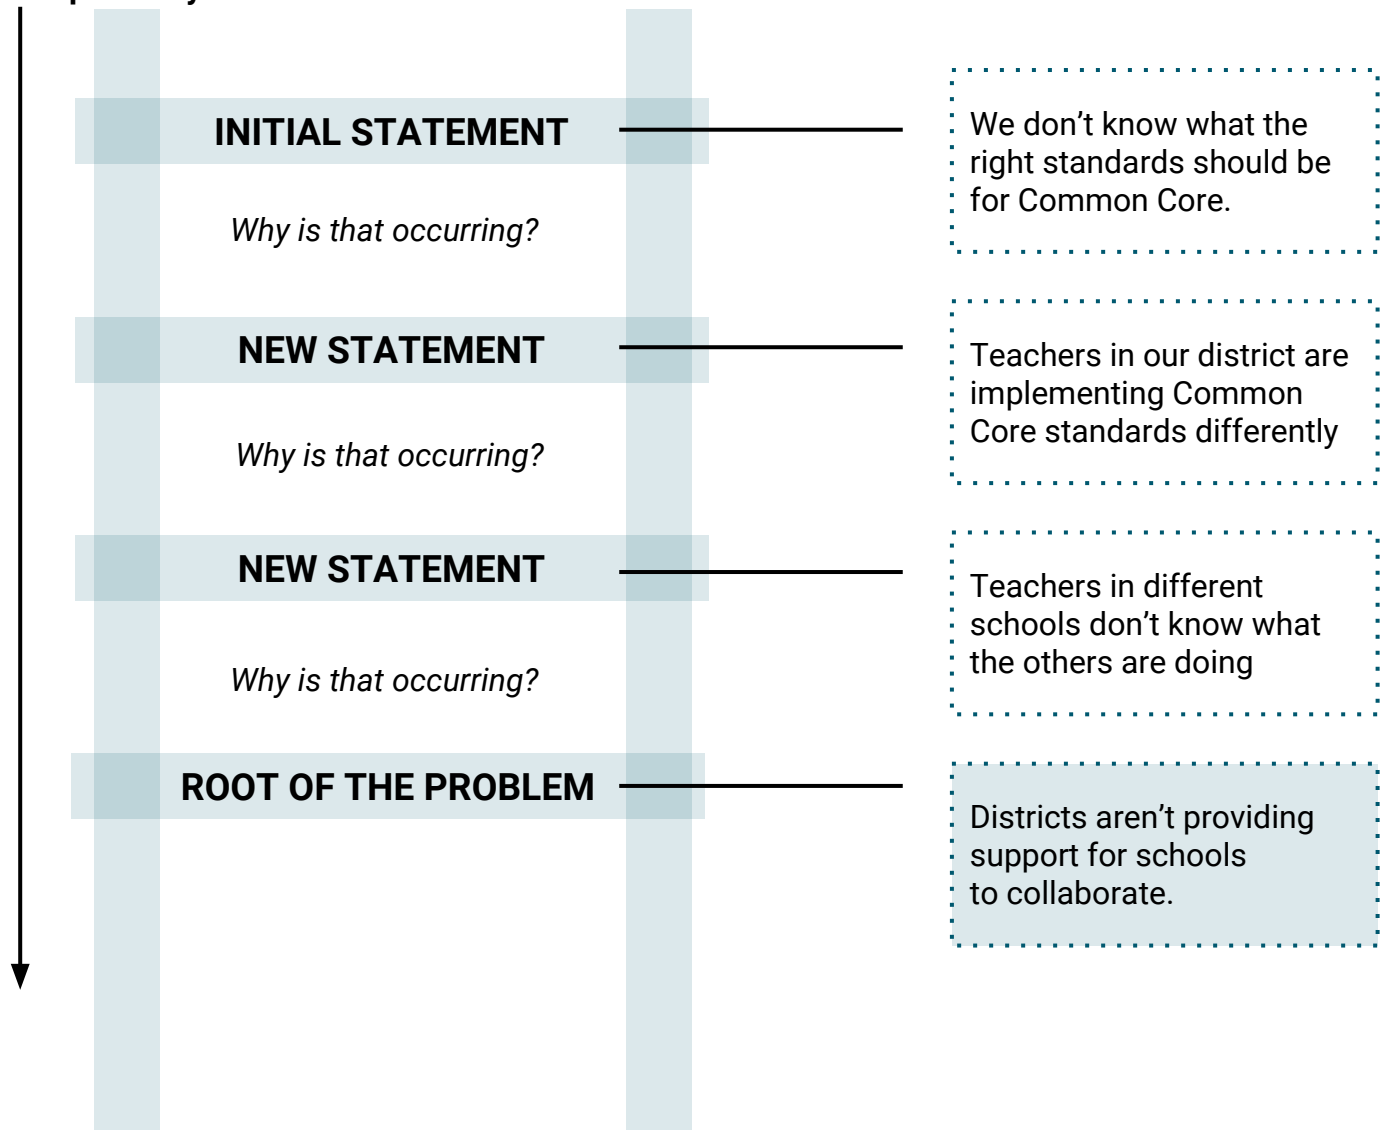 INITIAL STATEMENT
We don’t know what the
right standards should be
for Common Core.
Why is that occurring?
NEW STATEMENT
Teachers in our district are
implementing Common
Core standards differently
Why is that occurring?
NEW STATEMENT
Teachers in different
schools don’t know what
the others are doing
Why is that occurring?
ROOT OF THE PROBLEM
Districts aren’t providing
support for schools
to collaborate.